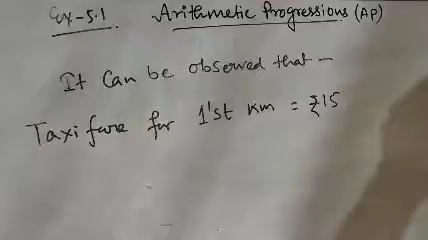 Ex-5.1 Arithmetic Progressions (AP)
It Can be observed that -
Taxi fare for 1'st Km = ₹15